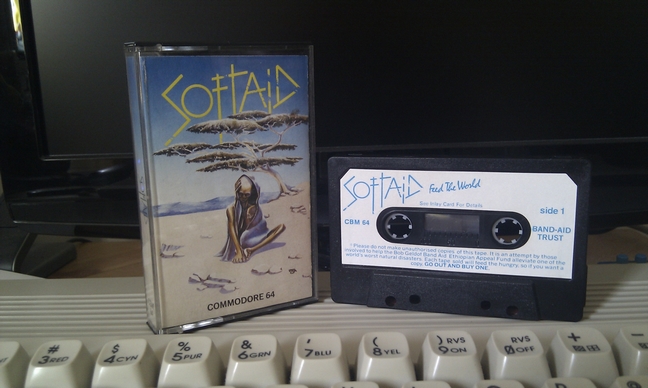 SOFTAID
COMMODORE 64
SOFTAID Feed The World
See Inlay Card For Details
CBM 64
side 1
BAND-AID
TRUST
! Please do not make unauthorised copies of this tape. It is an attempt by those
involved to help the Bob Geldof Band Aid Ethiopian Appeal Fund alleviate one of the
world's worst natural disasters. Each tape sold will feed the hungry, so if you want a
copy, GO OUT AND BUY ONE.
# 3 RED
$ 4 CYN
% 5 PUR
& 6 GRN
' 7 BLU
( 8 YEL
) 9 RVS ON
0 RVS OFF
+
-